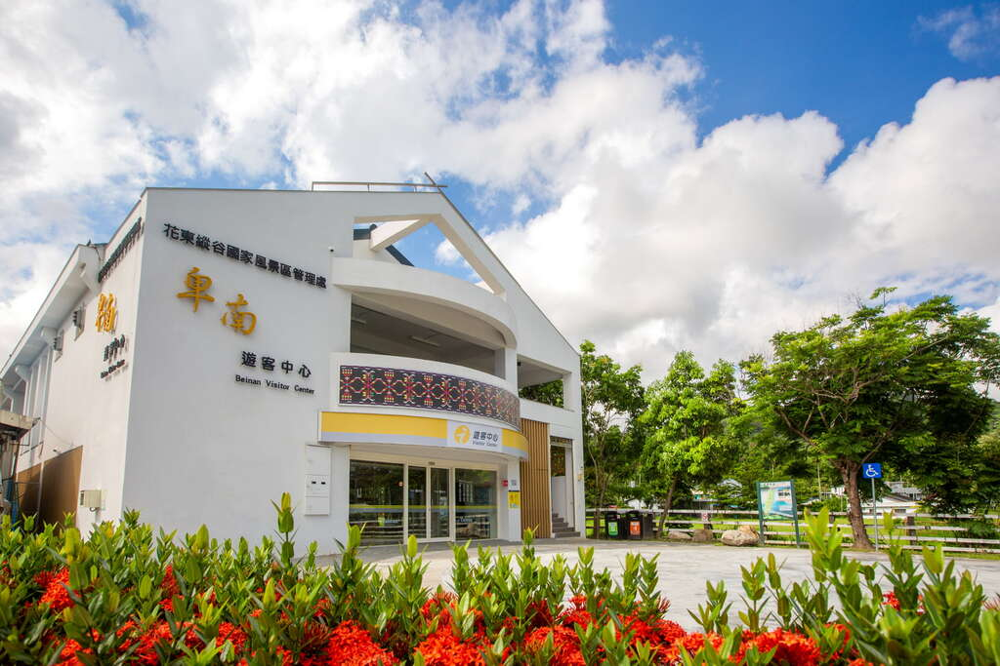 花東縱谷國家風景區管理處
卑南
遊客中心
Beinan Visitor Center
遊客中心
Visitor Center